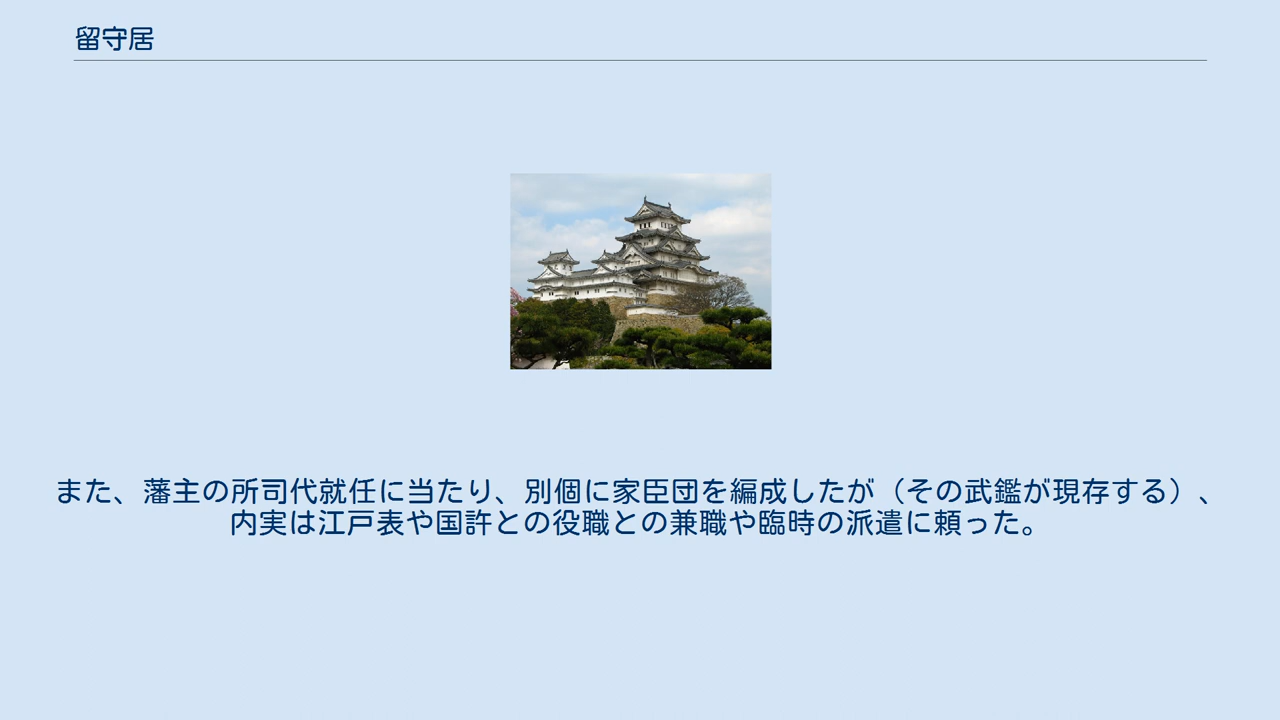 留守居
また、藩主の所司代就任に当たり、別個に家臣団を編成したが（その武鑑が現存する）、
内実は江戸表や国許との役職との兼職や臨時の派遣に頼った。